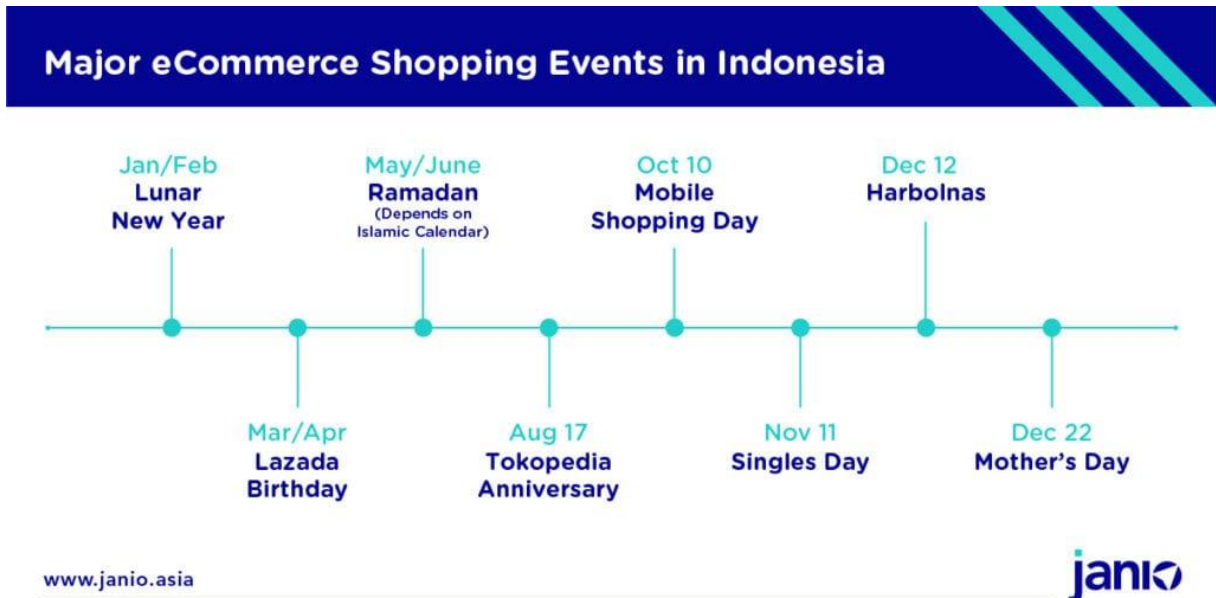 Major eCommerce Shopping Events in Indonesia
Jan/Feb
Lunar
New Year
May/June
Ramadan
(Depends on
Islamic Calendar)
Oct 10
Mobile
Shopping Day
Dec 12
Harbolnas
Mar/Apr
Lazada
Birthday
Aug 17
Tokopedia
Anniversary
Nov 11
Singles Day
Dec 22
Mother's Day
www.janio.asia
janio